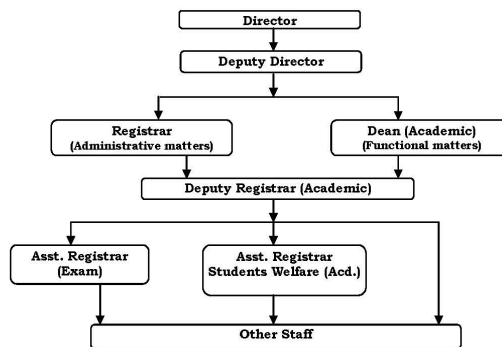 Director
Deputy Director
Registrar
(Administrative matters)
Dean (Academic)
(Functional matters)
Deputy Registrar (Academic)
Asst. Registrar
(Exam)
Asst. Registrar
Students Welfare (Acd.)
Other Staff